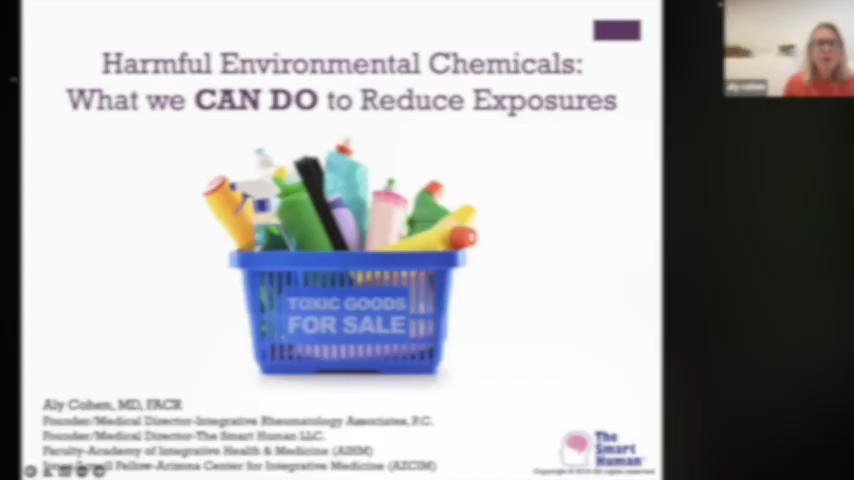 Harmful Environmental Chemicals:
What we CAN DO to Reduce Exposures
aly cohen
TOXIC GOODS
FOR SALE
Aly Cohen, MD, FACR
Founder/Medical Director-Integrative Rheumatology Associates, P.C.
Founder/Medical Director-The Smart Human LLC.
Faculty-Academy of Integrative Health & Medicine (AIHM)
Fellow-Arizona Center for Integrative Medicine (AZCIM)
The
Smart
Human